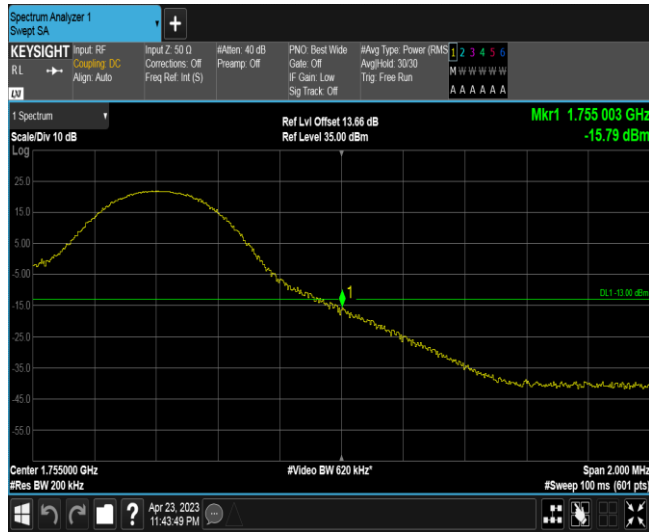 Spectrum Analyzer 1
Swept SA
+
KEYSIGHT Input: RF Input Z: 50 Ω #Atten: 40 dB PNO: Best Wide #Avg Type: Power (RMS 1 2 3 4 5 6
RL Coupling: DC Corrections: Off Preamp: Off Gate: Off Avg|Hold: 30/30 M W W W W W
Align: Auto Freq Ref: Int (S) IF Gain: Low Trig: Free Run
Sig Track: Off A A A A A A
LXI
1 Spectrum Ref Lvl Offset 13.66 dB Mkr1 1.755 003 GHz
Scale/Div 10 dB Ref Level 35.00 dBm -15.79 dBm
Log
25.0
15.0
5.00
-5.00
1
DL1 -13.00 dBm
-15.0
-25.0
-35.0
-45.0
-55.0
Center 1.755000 GHz #Video BW 620 kHz* Span 2.000 MHz
#Res BW 200 kHz #Sweep 100 ms (601 pts)
? Apr 23, 2023
11:43:49 PM